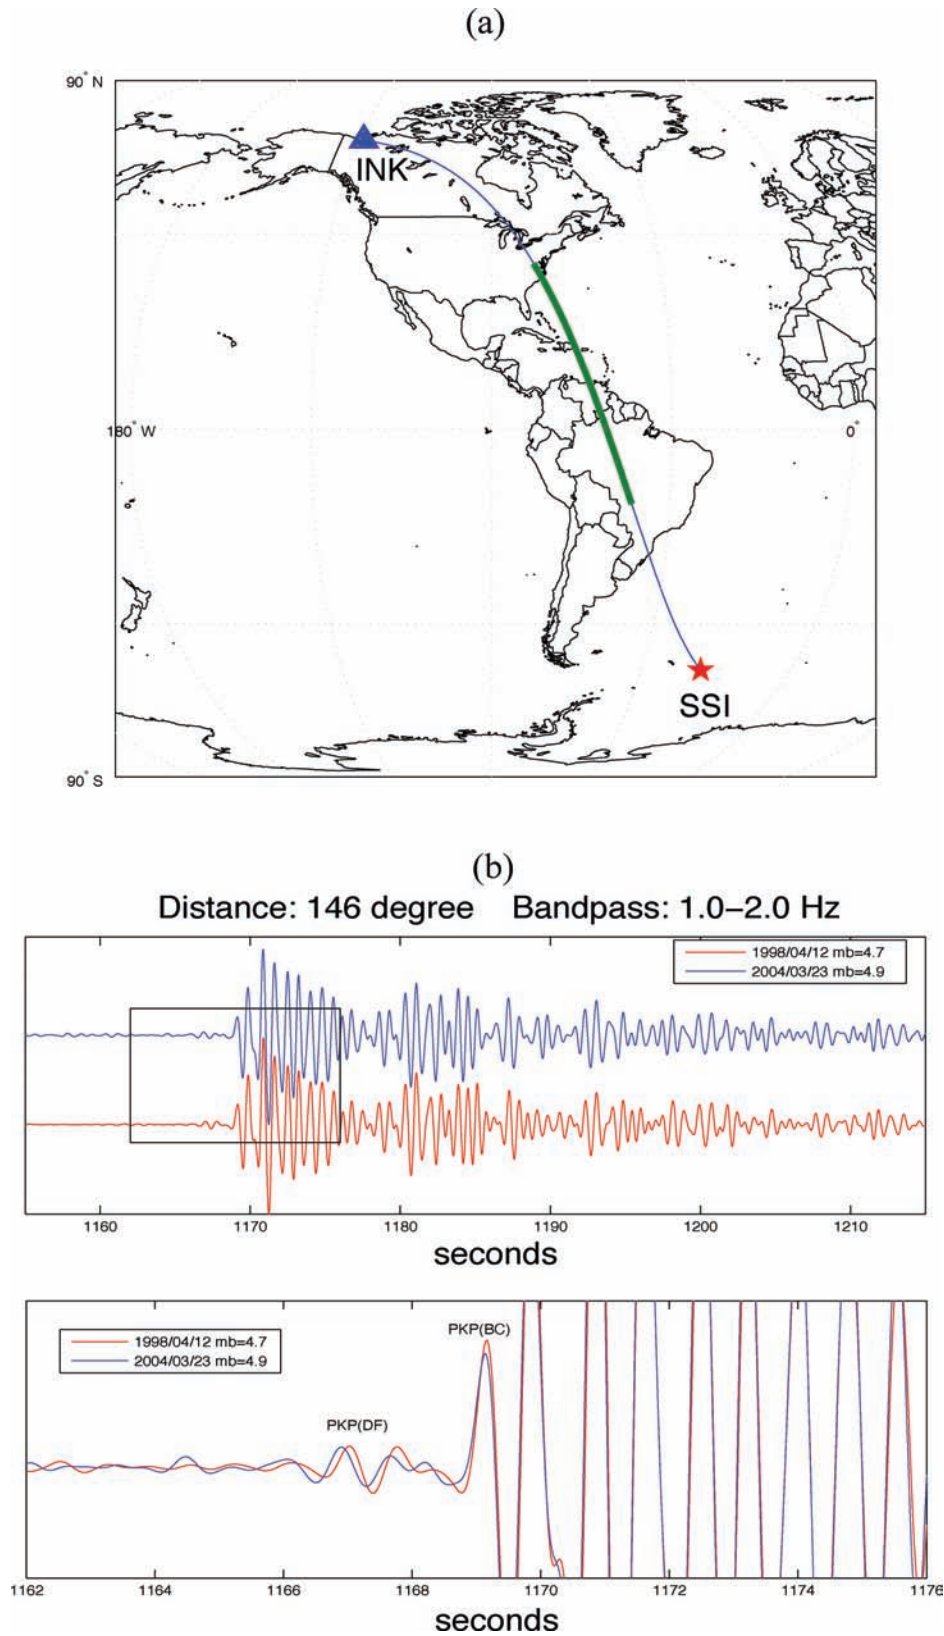 (a)
90° N
INK
180° W
0°
SSI
90° S
(b)
Distance: 146 degree Bandpass: 1.0–2.0 Hz
1998/04/12 mb=4.7
2004/03/23 mb=4.9
1160 1170 1180 1190 1200 1210
seconds
PKP(BC)
1998/04/12 mb=4.7
2004/03/23 mb=4.9
PKP(DF)
1162 1164 1166 1168 1170 1172 1174 1176
seconds